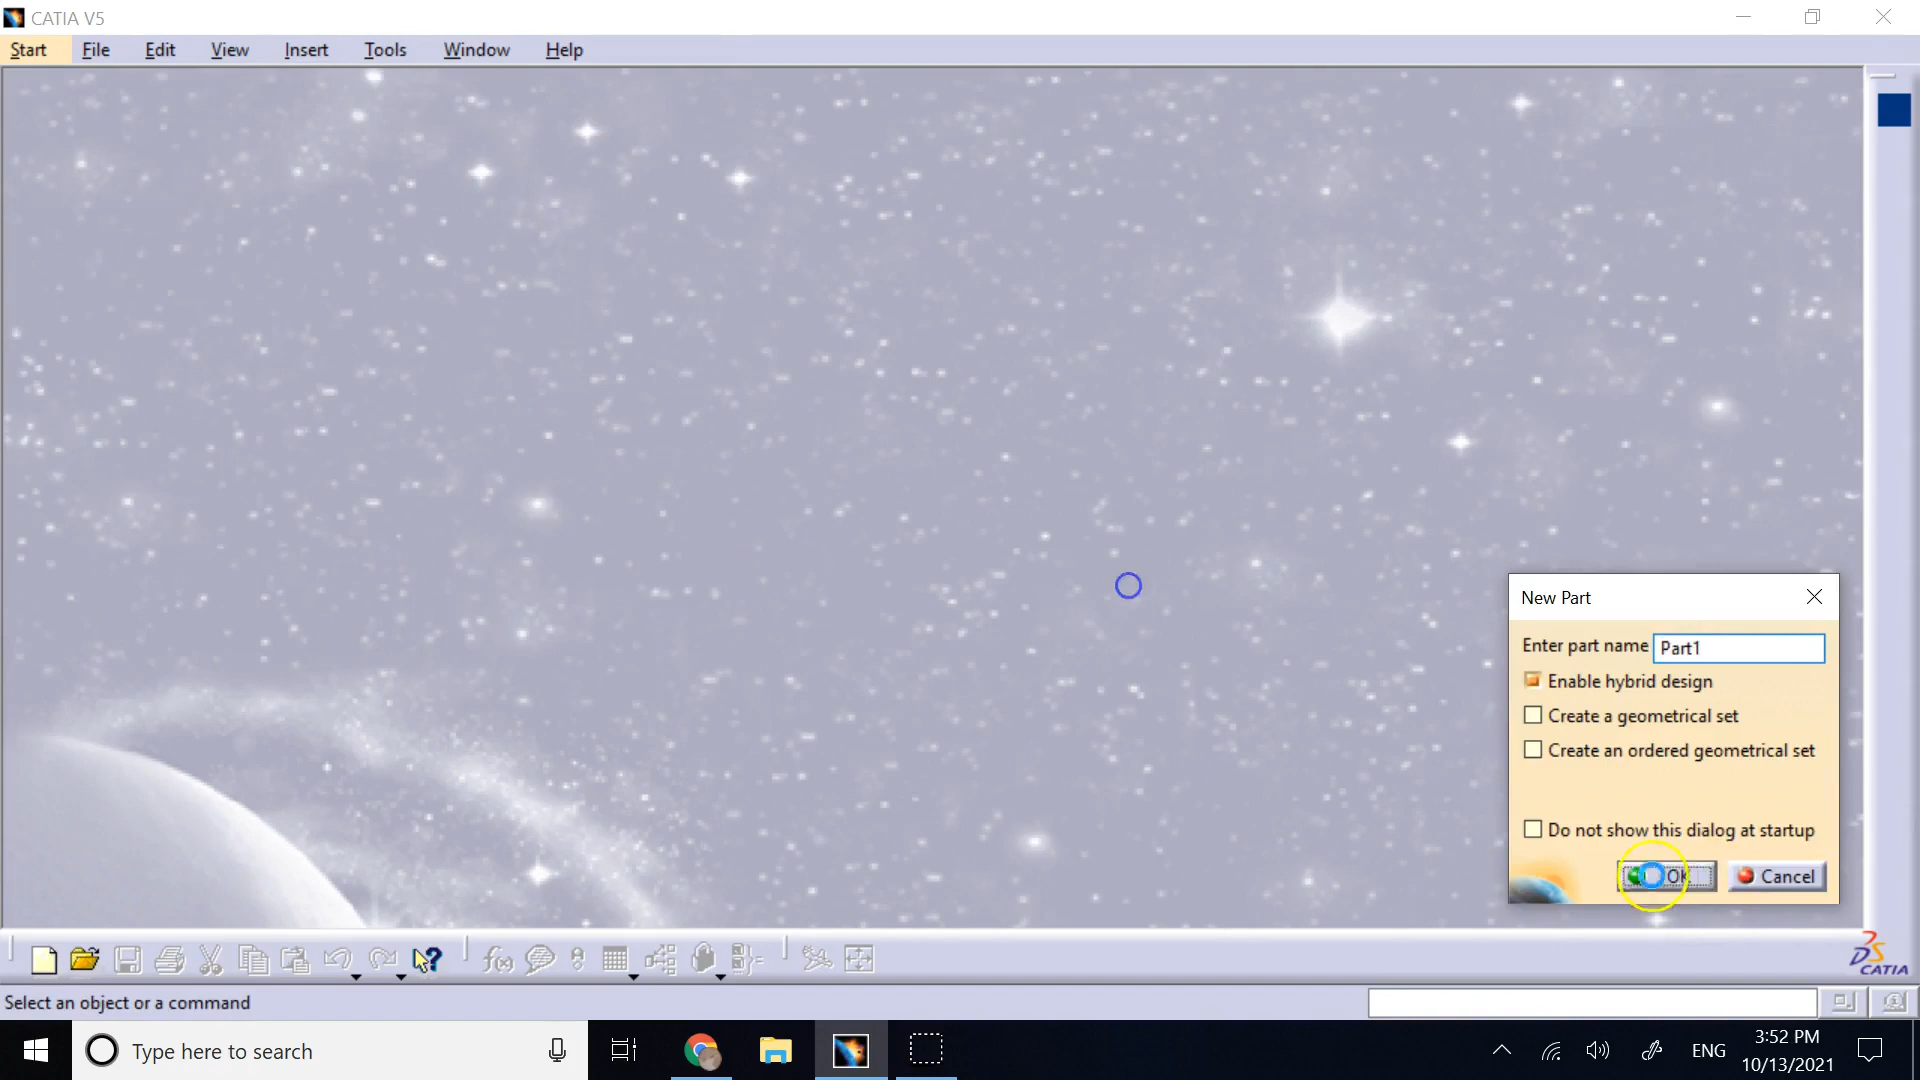 CATIA V5
Start File Edit View Insert Tools Window Help
New Part
Enter part name Part1
Enable hybrid design
Create a geometrical set
Create an ordered geometrical set
Do not show this dialog at startup
OK Cancel
f(x)
DS CATIA
Select an object or a command
Type here to search
ENG
3:52 PM
10/13/2021